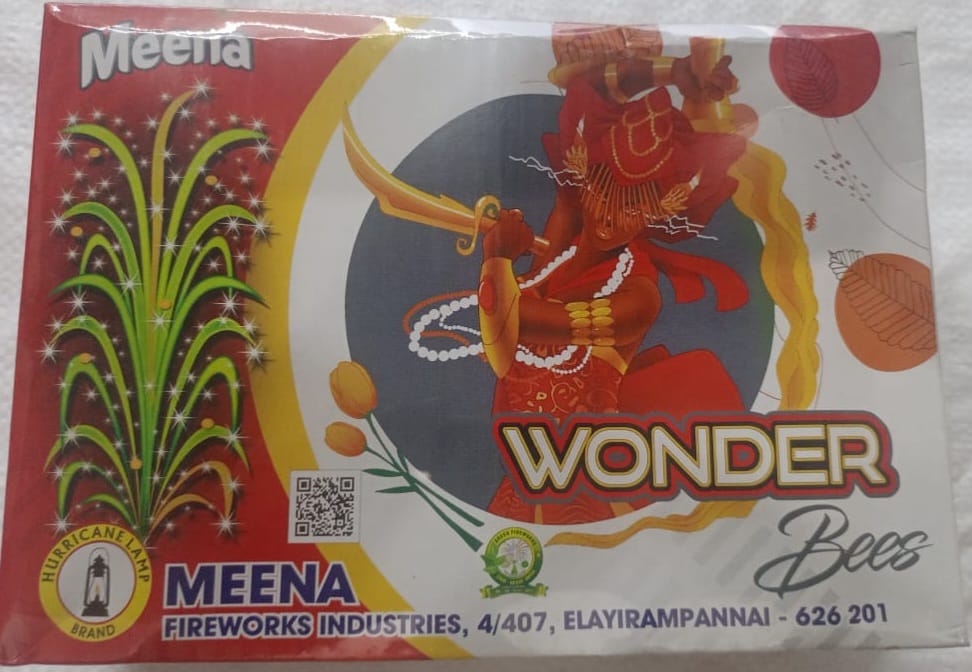 Meena
WONDER
Bees
HURRICANE LAMP
BRAND
MEENA
FIREWORKS INDUSTRIES, 4/407, ELAYIRAMPANNAI - 626 201